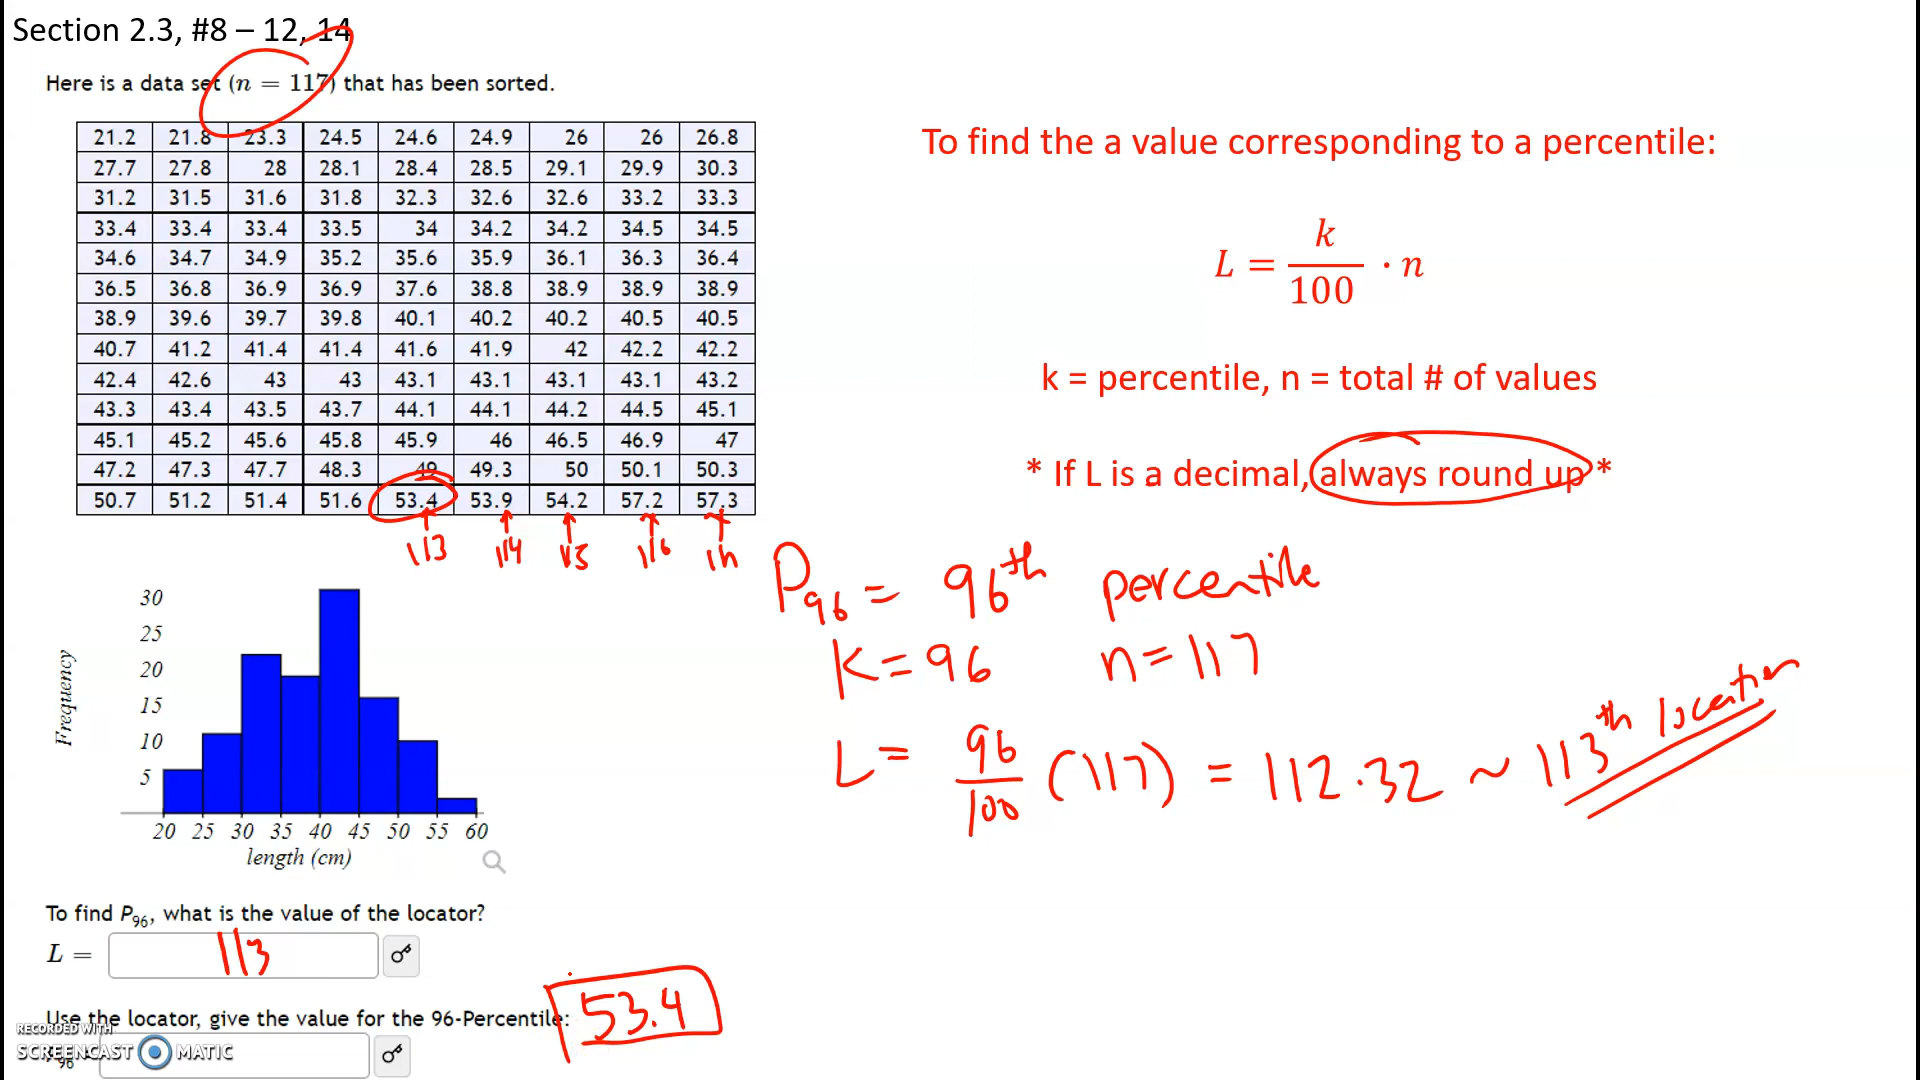 Section 2.3, #8 – 12, 14
Here is a data set (n = 117) that has been sorted.
21.2 21.8 23.3 24.5 24.6 24.9 26 26 26.8
27.7 27.8 28 28.1 28.4 28.5 29.1 29.9 30.3
31.2 31.5 31.6 31.8 32.3 32.6 32.6 33.2 33.3
33.4 33.4 33.4 33.5 34 34.2 34.2 34.5 34.5
34.6 34.7 34.9 35.2 35.6 35.9 36.1 36.3 36.4
36.5 36.8 36.9 36.9 37.6 38.8 38.9 38.9 38.9
38.9 39.6 39.7 39.8 40.1 40.2 40.2 40.5 40.5
40.7 41.2 41.4 41.4 41.6 41.9 42 42.2 42.2
42.4 42.6 43 43 43.1 43.1 43.1 43.1 43.2
43.3 43.4 43.5 43.7 44.1 44.1 44.2 44.5 45.1
45.1 45.2 45.6 45.8 45.9 46 46.5 46.9 47
47.2 47.3 47.7 48.3 49 49.3 50 50.1 50.3
50.7 51.2 51.4 51.6 53.4 53.9 54.2 57.2 57.3
113 114 115 116 117
30
25
20
15
10
5
Frequency
20 25 30 35 40 45 50 55 60
length (cm)
To find P96, what is the value of the locator?
L = 113
Use the locator, give the value for the 96-Percentile: 53.4
P96 =
RECORDED WITH
SCREENCAST MATIC
To find the a value corresponding to a percentile:
L = k/100 · n
k = percentile, n = total # of values
* If L is a decimal, always round up *
P96 = 96th percentile
K = 96 n = 117
L = 96/100 (117) = 112.32 ~ 113th location